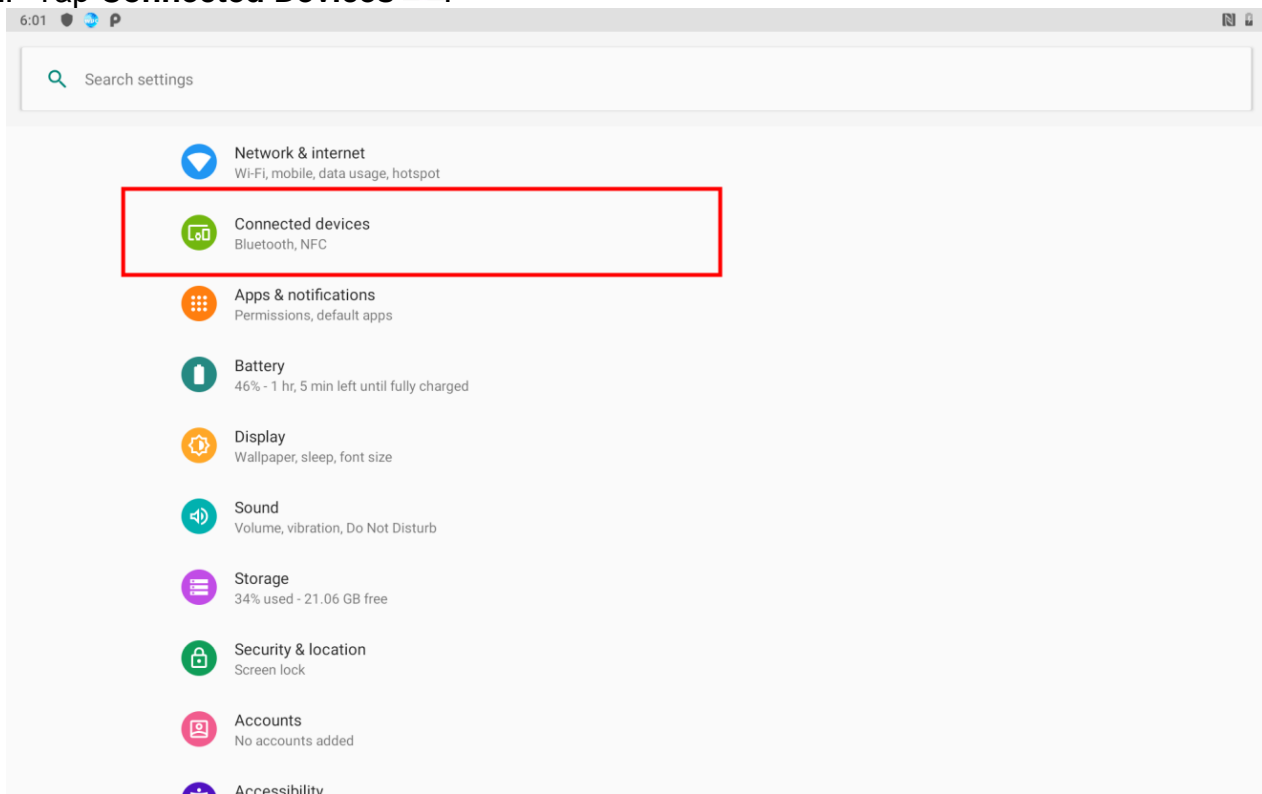 Tap Connected Devices
6:01
Search settings
Network & internet
Wi-Fi, mobile, data usage, hotspot
Connected devices
Bluetooth, NFC
Apps & notifications
Permissions, default apps
Battery
46% - 1 hr, 5 min left until fully charged
Display
Wallpaper, sleep, font size
Sound
Volume, vibration, Do Not Disturb
Storage
34% used - 21.06 GB free
Security & location
Screen lock
Accounts
No accounts added
Accessibility